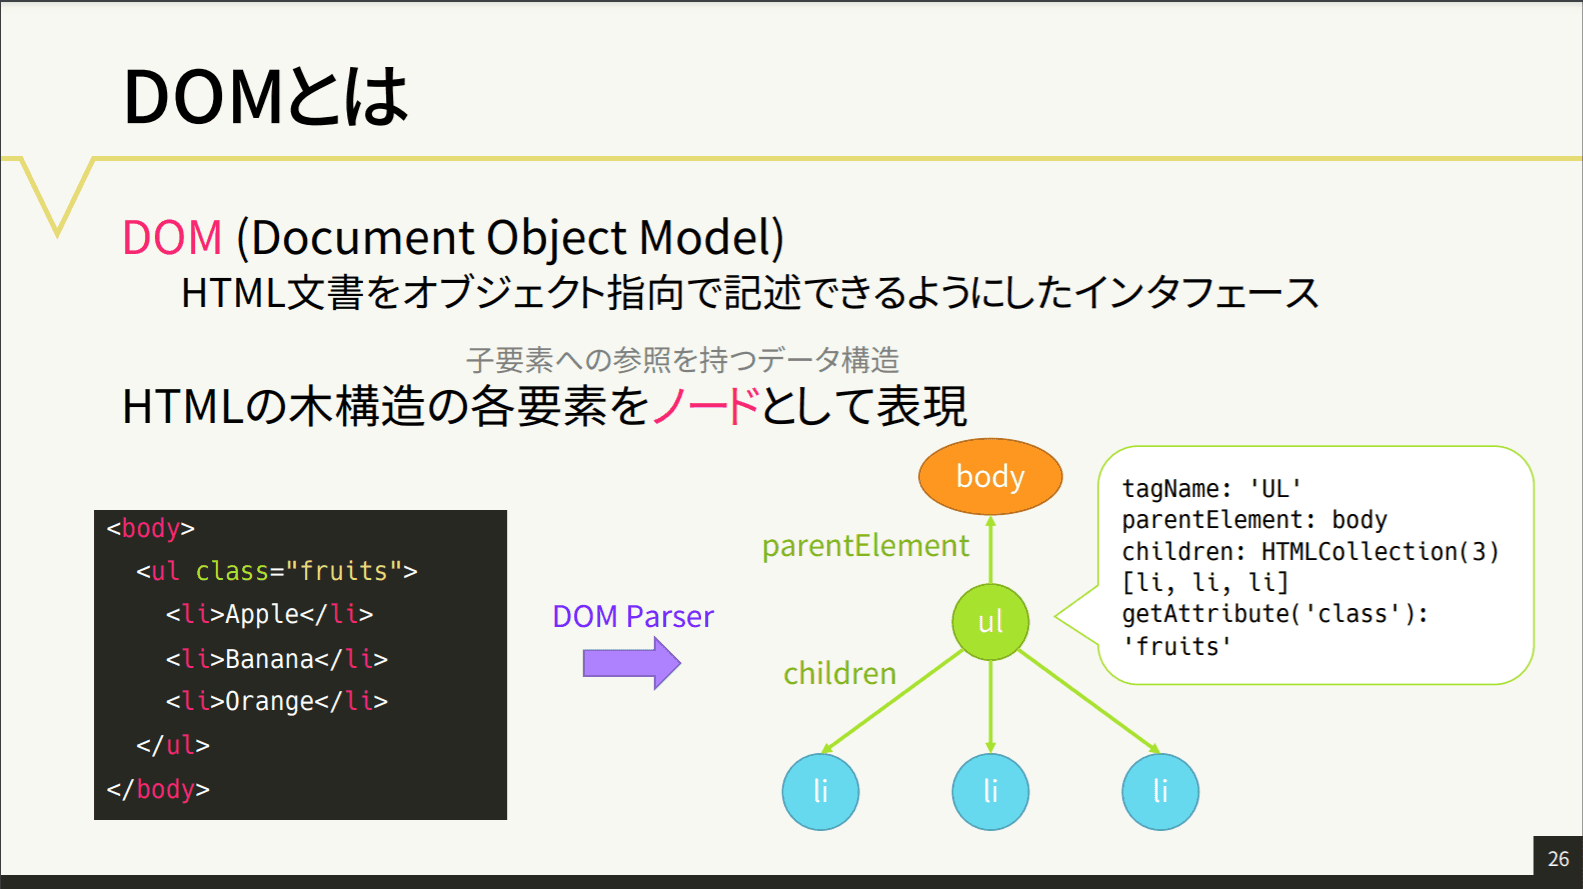 DOMとは
DOM (Document Object Model)
HTML文書をオブジェクト指向で記述できるようにしたインタフェース
子要素への参照を持つデータ構造
HTMLの木構造の各要素をノードとして表現
<body>
<ul class="fruits">
<li>Apple</li>
<li>Banana</li>
<li>Orange</li>
</ul>
</body>
DOM Parser
body
parentElement
ul
children
li
li
li
tagName: 'UL'
parentElement: body
children: HTMLCollection(3)
[li, li, li]
getAttribute('class'):
'fruits'
26